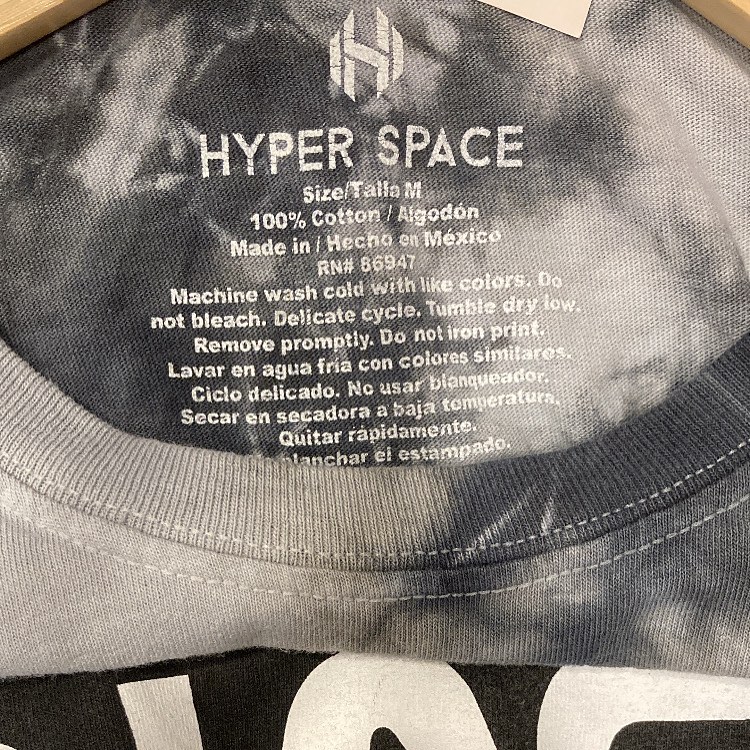 HYPER SPACE
Size/Talla M
100% Cotton / Algodón
Made in / Hecho en México
RN# 86947
Machine wash cold with like colors. Do
not bleach. Delicate cycle. Tumble dry low.
Remove promptly. Do not iron print.
Lavar en agua fría con colores similares.
Ciclo delicado. No usar blanqueador.
Secar en secadora a baja temperatura.
Quitar rápidamente.
planchar el estampado.